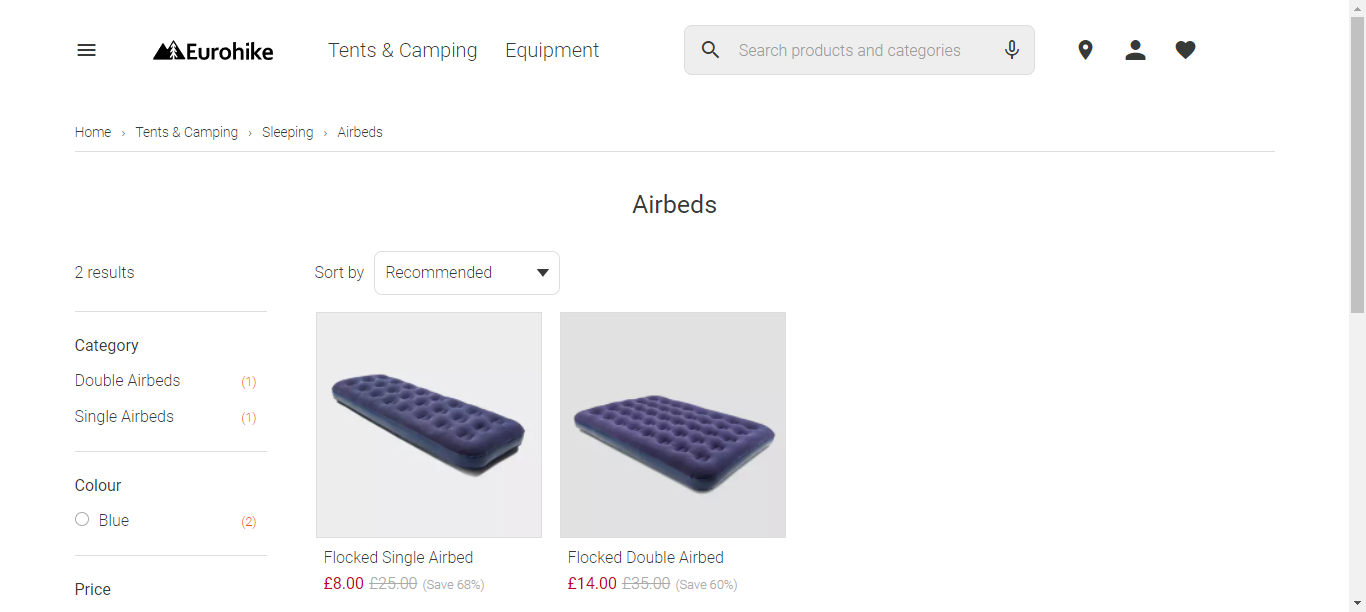 Eurohike
Tents & Camping
Equipment
Search products and categories
Home › Tents & Camping › Sleeping › Airbeds
Airbeds
2 results
Sort by
Recommended
Category
Double Airbeds (1)
Single Airbeds (1)
Colour
Blue (2)
Price
Flocked Single Airbed
£8.00 £25.00 (Save 68%)
Flocked Double Airbed
£14.00 £35.00 (Save 60%)